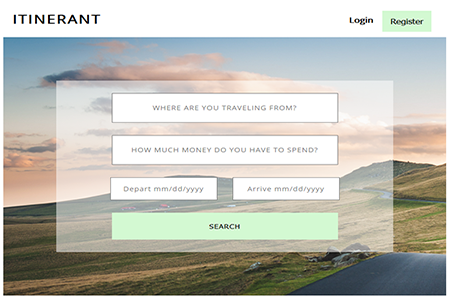 ITINERANT
Login
Register
WHERE ARE YOU TRAVELING FROM?
HOW MUCH MONEY DO YOU HAVE TO SPEND?
Depart mm/dd/yyyy
Arrive mm/dd/yyyy
SEARCH